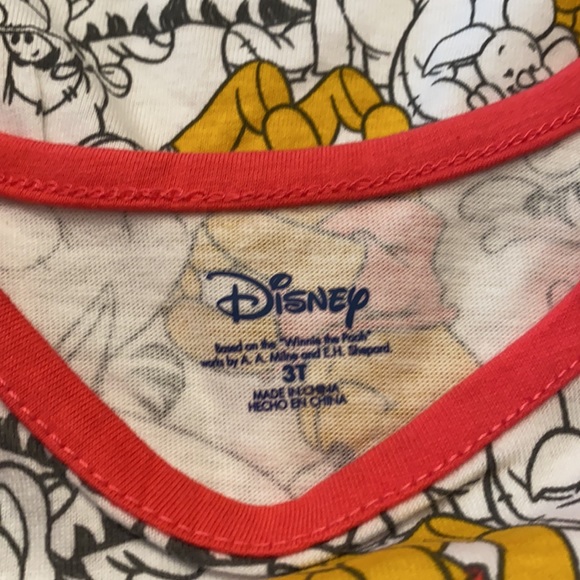 Disney
Based on the "Winnie the Pooh"
works by A. A. Milne and E.H. Shepard.
3T
MADE IN CHINA
HECHO EN CHINA